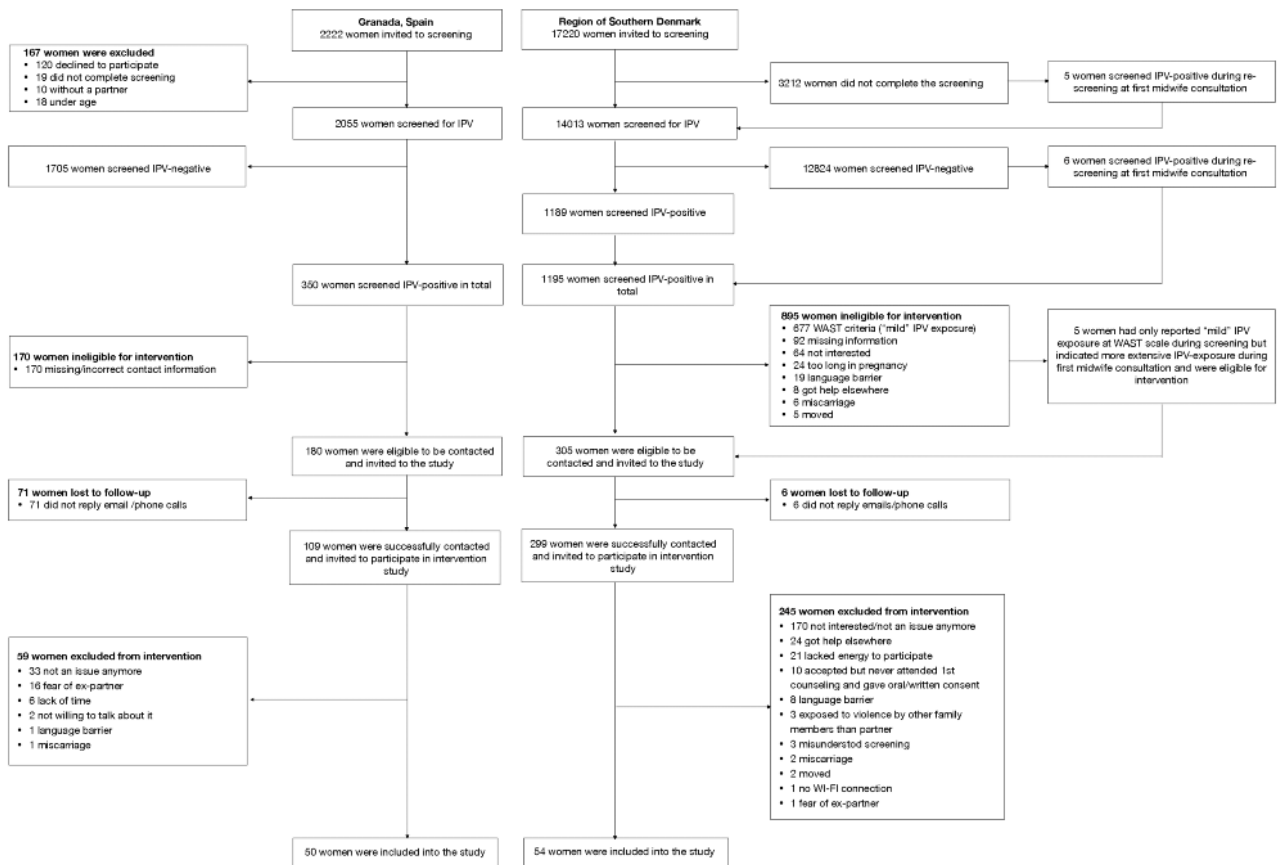 Granada, Spain
2222 women invited to screening
Region of Southern Denmark
17220 women invited to screening
167 women were excluded
• 120 declined to participate
• 19 did not complete screening
• 10 without a partner
• 18 under age
3212 women did not complete the screening
5 women screened IPV-positive during re-
screening at first midwife consultation
2055 women screened for IPV
14013 women screened for IPV
1705 women screened IPV-negative
12824 women screened IPV-negative
6 women screened IPV-positive during re-
screening at first midwife consultation
1189 women screened IPV-positive
350 women screened IPV-positive in total
1195 women screened IPV-positive in
total
895 women ineligible for intervention
• 677 WAST criteria ("mild" IPV exposure)
• 92 missing information
• 64 not interested
• 24 too long in pregnancy
• 19 language barrier
• 8 got help elsewhere
• 6 miscarriage
• 5 moved
5 women had only reported "mild" IPV
exposure at WAST scale during screening but
indicated more extensive IPV-exposure during
first midwife consultation and were eligible for
intervention
170 women ineligible for intervention
• 170 missing/incorrect contact information
180 women were eligible to be contacted
and invited to the study
305 women were eligible to be
contacted and invited to the study
71 women lost to follow-up
• 71 did not reply email /phone calls
6 women lost to follow-up
• 6 did not reply emails/phone calls
109 women were successfully contacted
and invited to participate in intervention
study
299 women were successfully contacted
and invited to participate in intervention
study
245 women excluded from intervention
• 170 not interested/not an issue anymore
• 24 got help elsewhere
• 21 lacked energy to participate
• 10 accepted but never attended 1st
counseling and gave oral/written consent
• 8 language barrier
• 3 exposed to violence by other family
members than partner
• 3 misunderstod screening
• 2 miscarriage
• 2 moved
• 1 no WI-FI connection
• 1 fear of ex-partner
59 women excluded from intervention
• 33 not an issue anymore
• 16 fear of ex-partner
• 6 lack of time
• 2 not willing to talk about it
• 1 language barrier
• 1 miscarriage
50 women were included into the study
54 women were included into the study